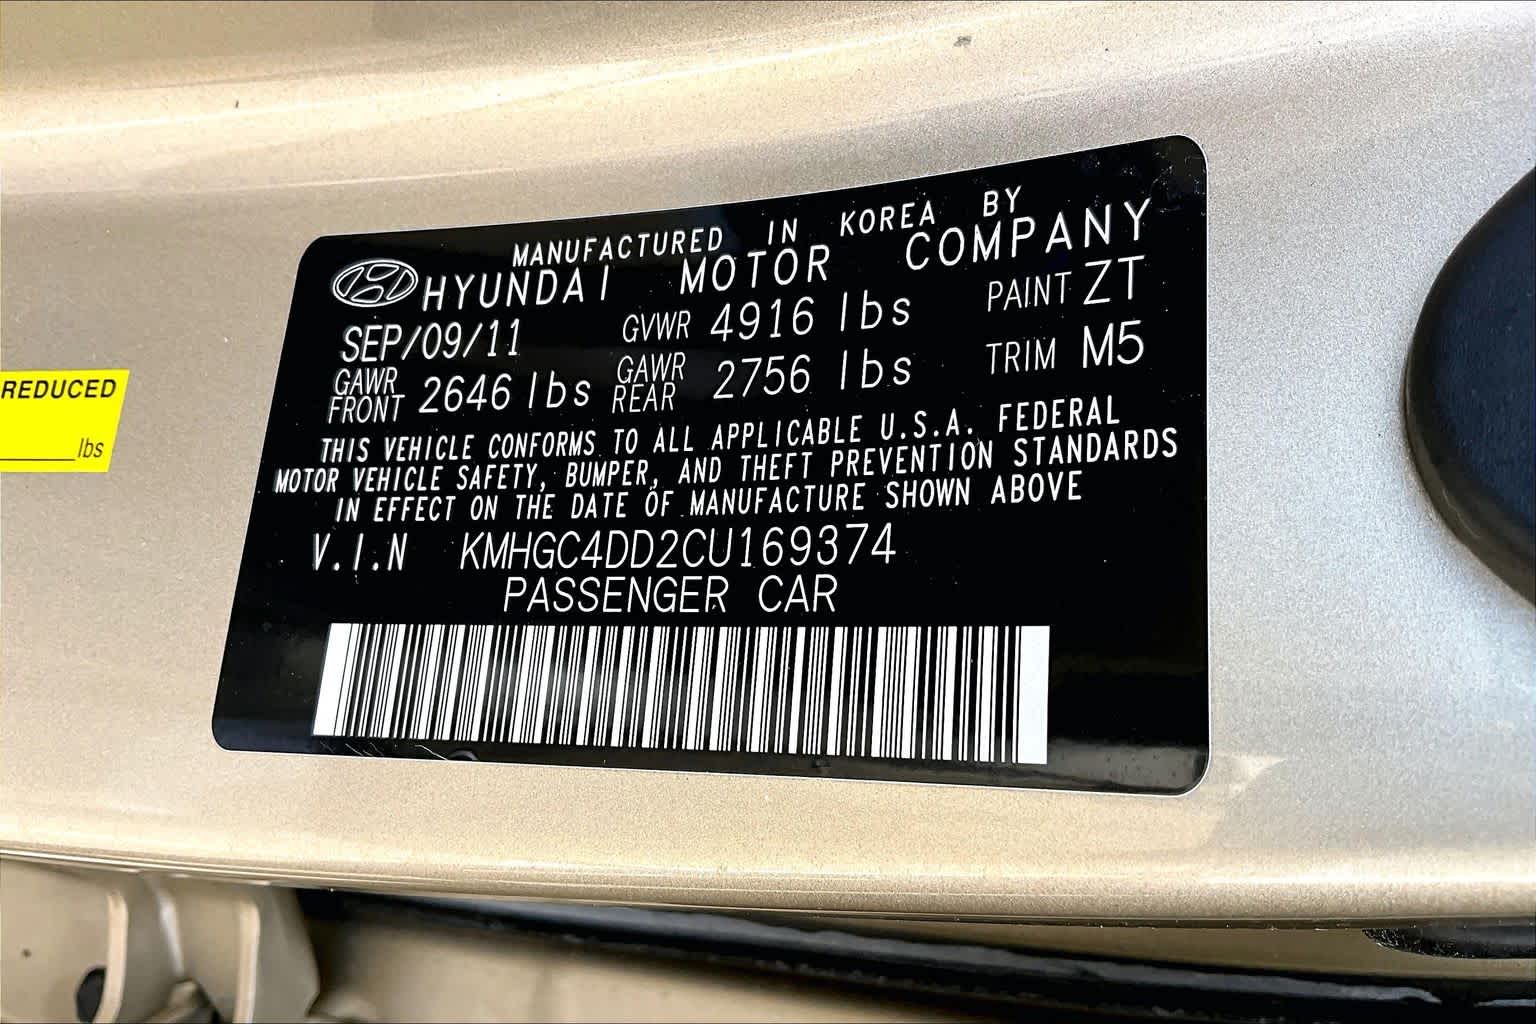 MANUFACTURED IN KOREA BY
HYUNDAI MOTOR COMPANY
SEP/09/11 GVWR 4916 lbs PAINT ZT
GAWR FRONT 2646 lbs GAWR REAR 2756 lbs TRIM M5
THIS VEHICLE CONFORMS TO ALL APPLICABLE U.S.A. FEDERAL
MOTOR VEHICLE SAFETY, BUMPER, AND THEFT PREVENTION STANDARDS
IN EFFECT ON THE DATE OF MANUFACTURE SHOWN ABOVE
V.I.N KMHGC4DD2CU169374
PASSENGER CAR
REDUCED
lbs